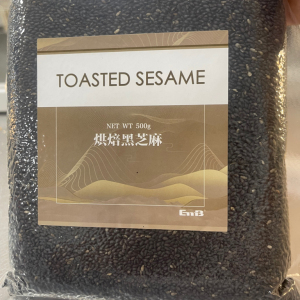 TOASTED SESAME
NET WT 500g
烘焙黑芝麻
EnB